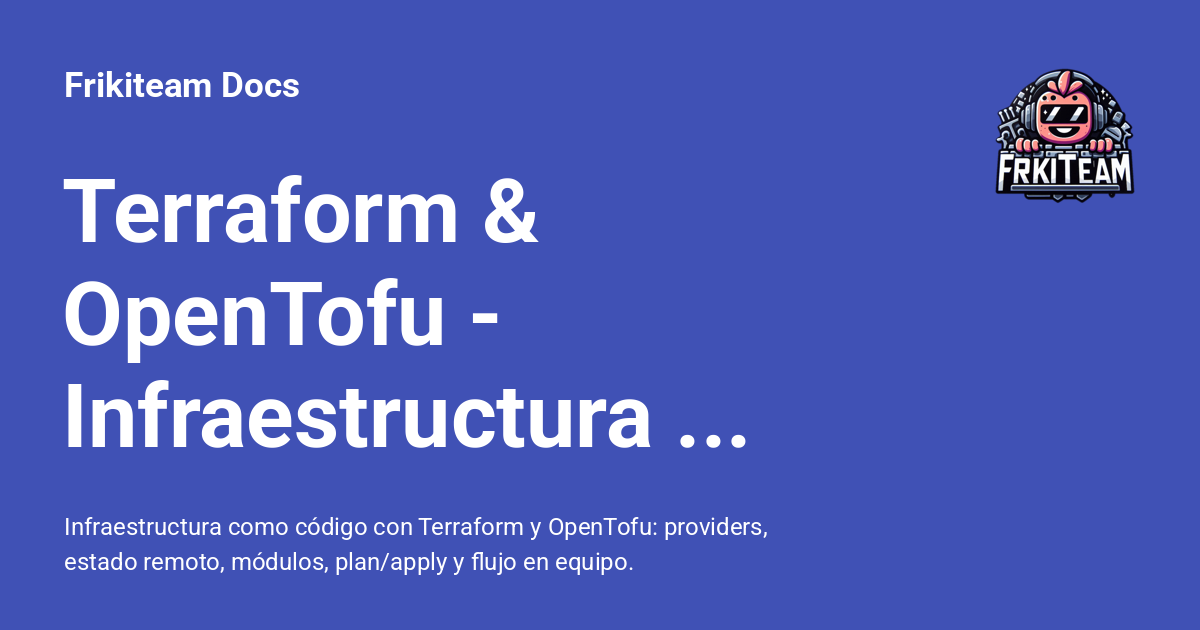 Frikiteam Docs
FRKITEAM
Terraform &
OpenTofu -
Infraestructura ...
Infraestructura como código con Terraform y OpenTofu: providers,
estado remoto, módulos, plan/apply y flujo en equipo.